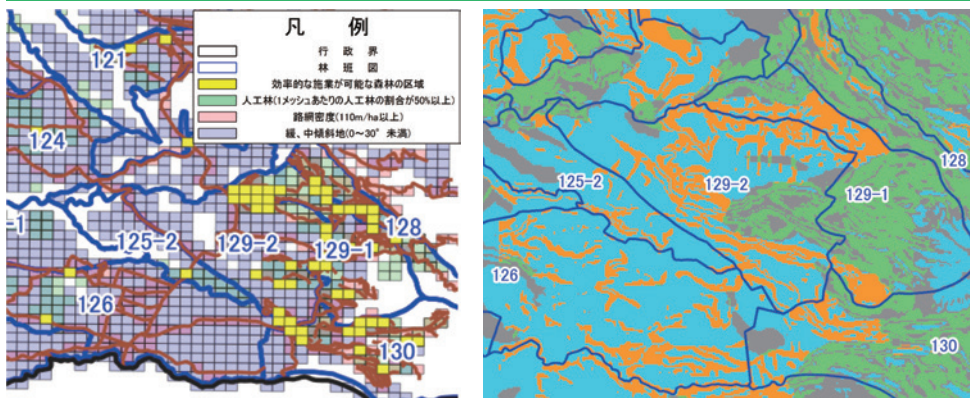 凡 例
行 政 界
林 班 図
効率的な施業が可能な森林の区域
人工林(1メッシュあたりの人工林の割合が50%以上)
路網密度(110m/ha以上)
緩、中傾斜地(0～30° 未満)
121
124
-1
125-2
129-2
129-1
128
126
130
128
125-2
129-2
129-1
126
130